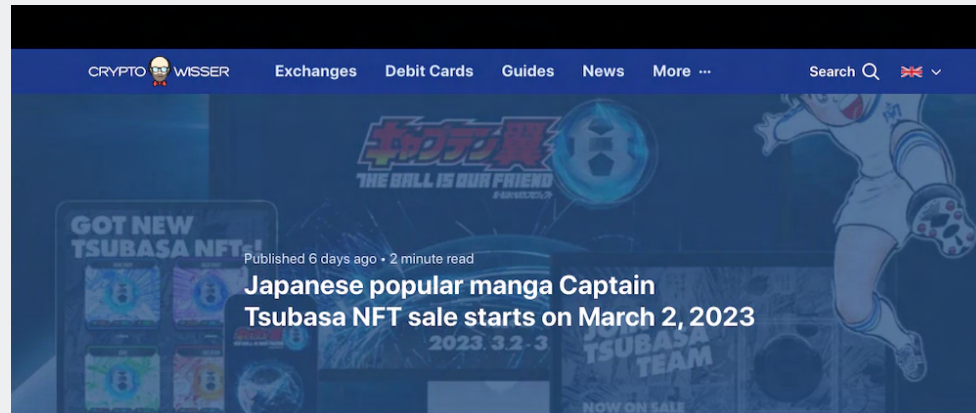 CRYPTO WISSER Exchanges Debit Cards Guides News More ··· Search
キャプテン翼
THE BALL IS OUR FRIEND
GOT NEW
TSUBASA NFTs!
Published 6 days ago • 2 minute read
Japanese popular manga Captain
Tsubasa NFT sale starts on March 2, 2023
2023 3.2 - 3
TSUBASA
TEAM
NOW ON SALE